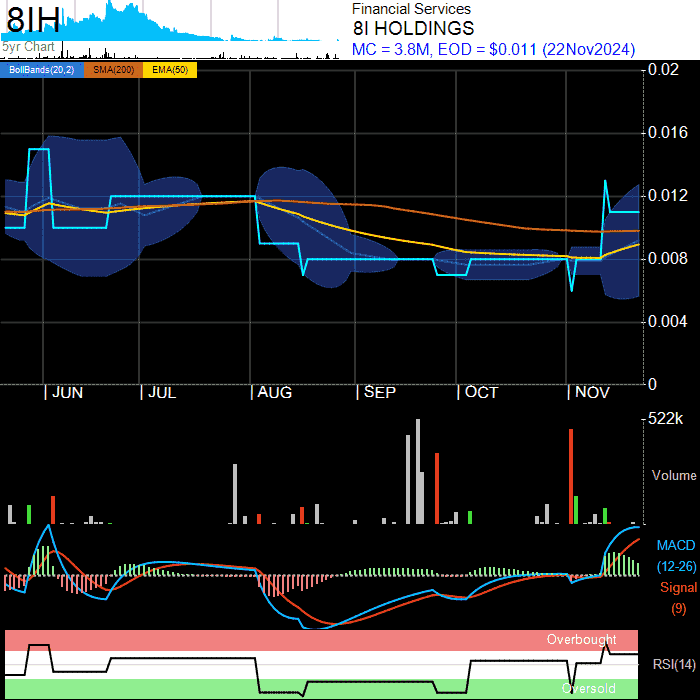 8IH
5yr Chart
Financial Services
8I HOLDINGS
MC = 3.8M, EOD = $0.011 (22Nov2024)
BollBands(20,2) SMA(200) EMA(50)
0.02
0.016
0.012
0.008
0.004
0
JUN JUL AUG SEP OCT NOV
522k
Volume
MACD
(12-26)
Signal
(9)
Overbought
RSI(14)
Oversold